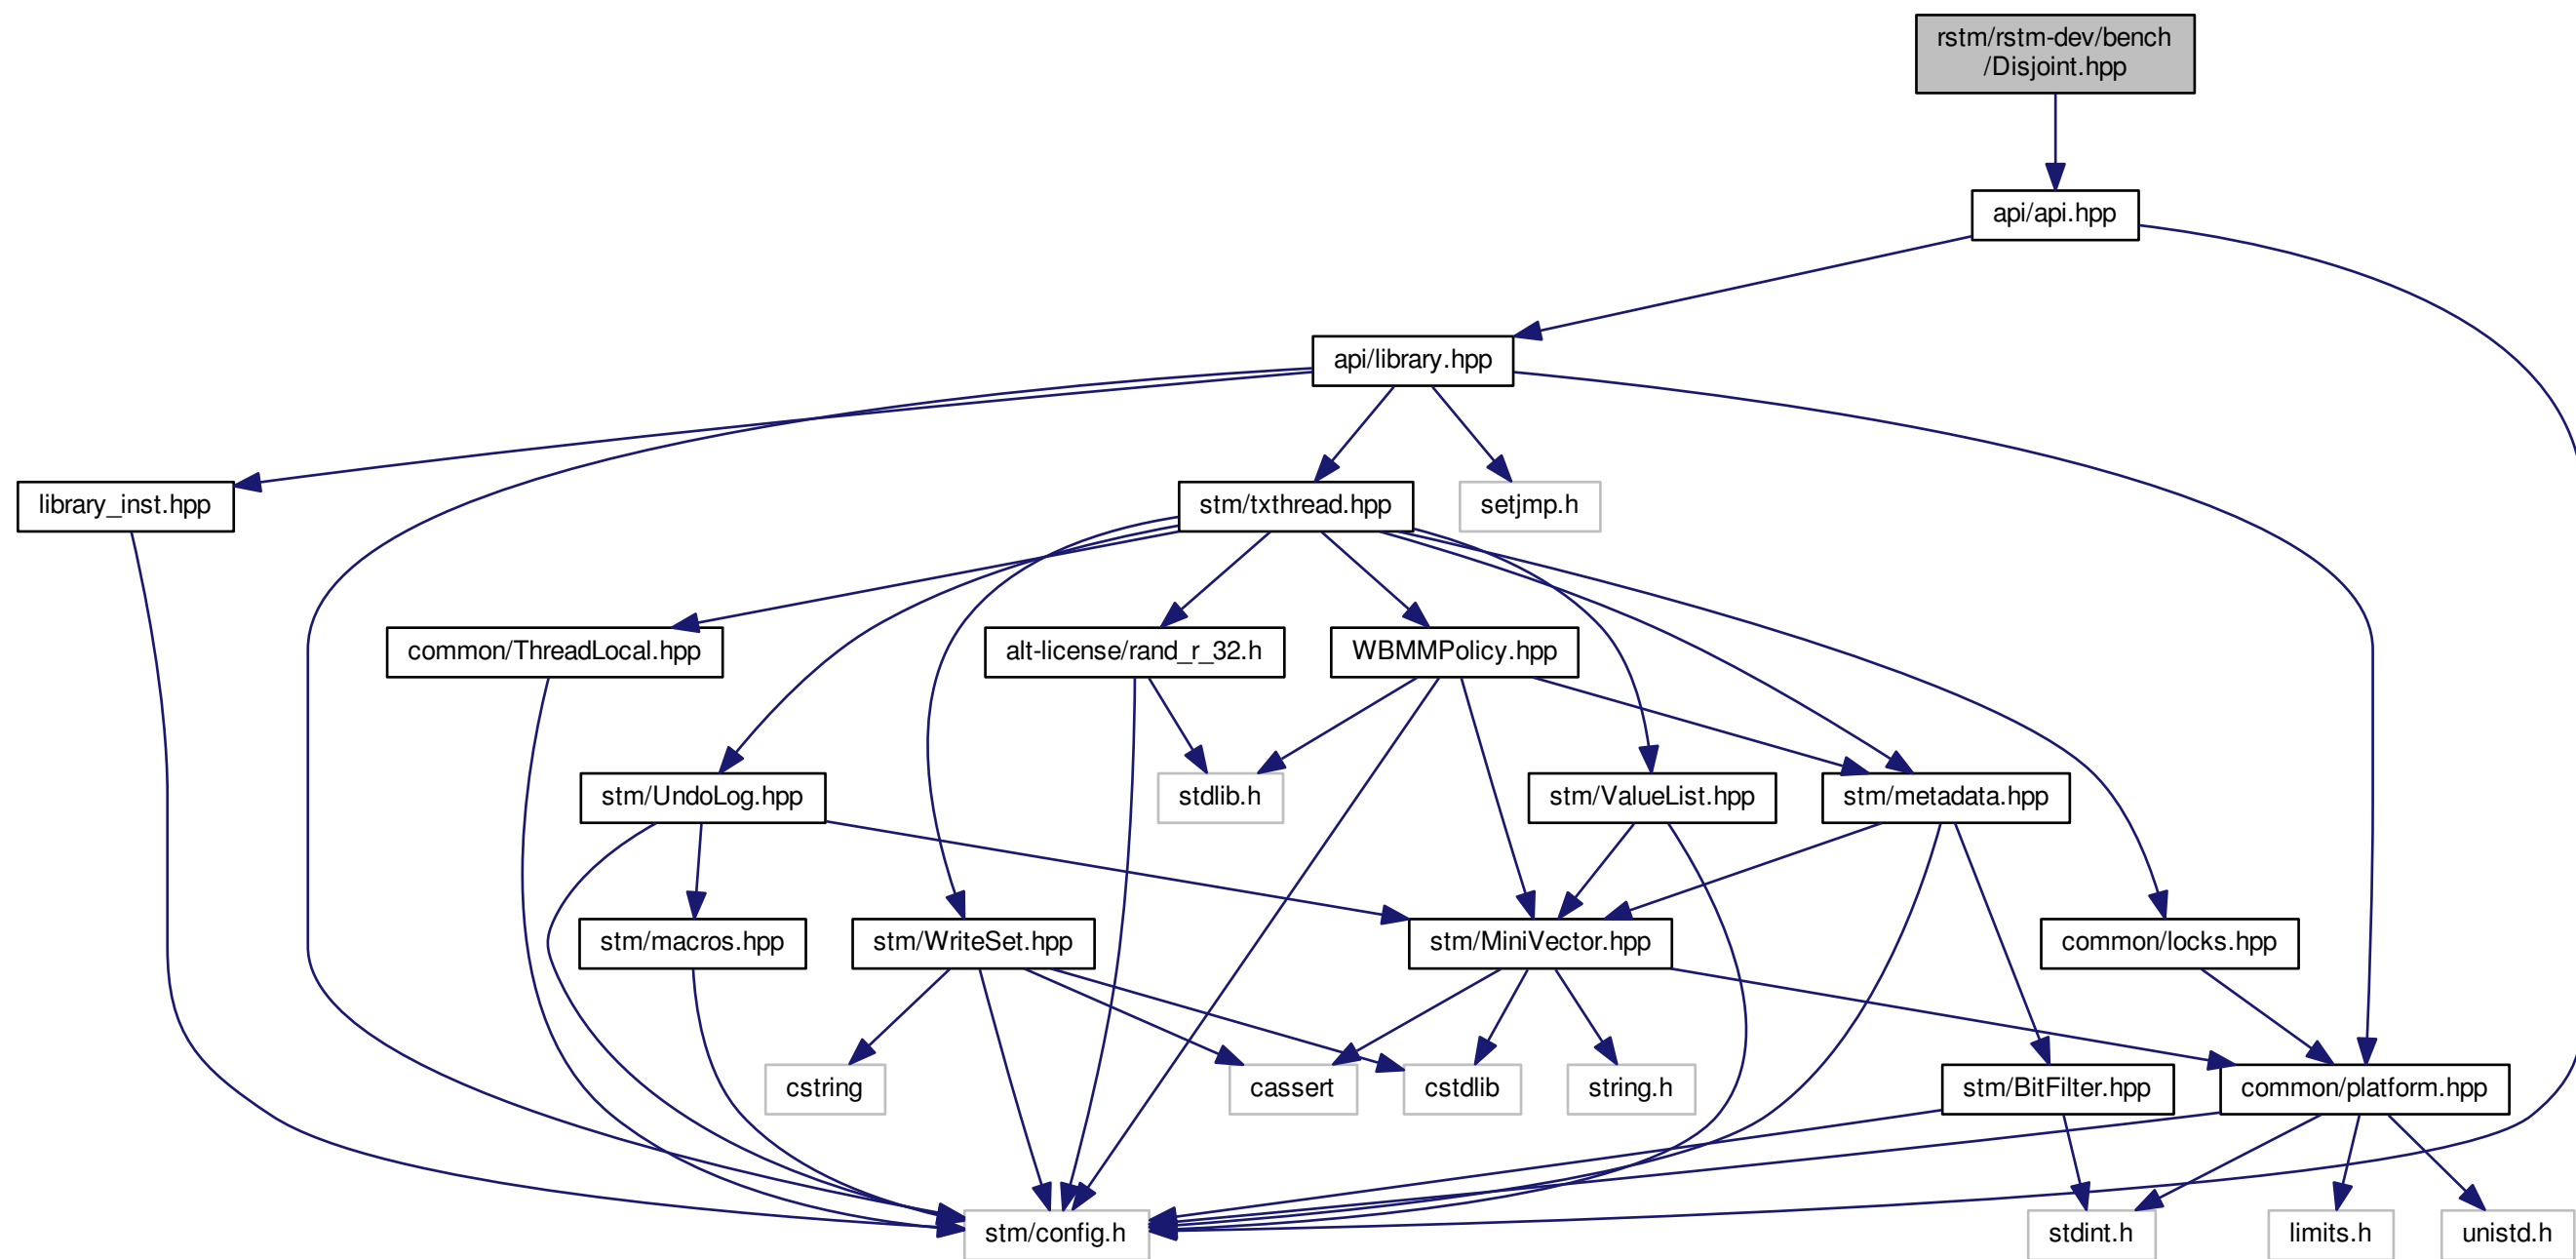 rstm/rstm-dev/bench
/Disjoint.hpp
api/api.hpp
api/library.hpp
library_inst.hpp
stm/txthread.hpp
setjmp.h
common/ThreadLocal.hpp
alt-license/rand_r_32.h
WBMMPolicy.hpp
stm/UndoLog.hpp
stdlib.h
stm/ValueList.hpp
stm/metadata.hpp
stm/macros.hpp
stm/WriteSet.hpp
stm/MiniVector.hpp
common/locks.hpp
cstring
cassert
cstdlib
string.h
stm/BitFilter.hpp
common/platform.hpp
stm/config.h
stdint.h
limits.h
unistd.h